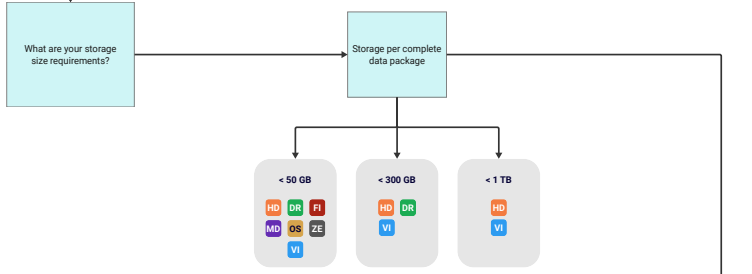 What are your storage
size requirements?
Storage per complete
data package
< 50 GB
HD DR FI
MD OS ZE
VI
< 300 GB
HD DR
VI
< 1 TB
HD
VI